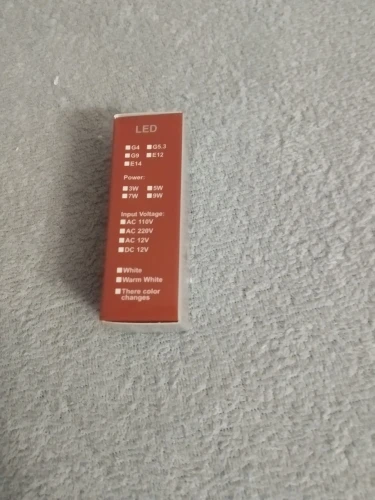 LED
G4 G5.3
G9 E12
E14
Power:
3W 5W
7W 9W
Input Voltage:
AC 110V
AC 220V
AC 12V
DC 12V
White
Warm White
There color
changes